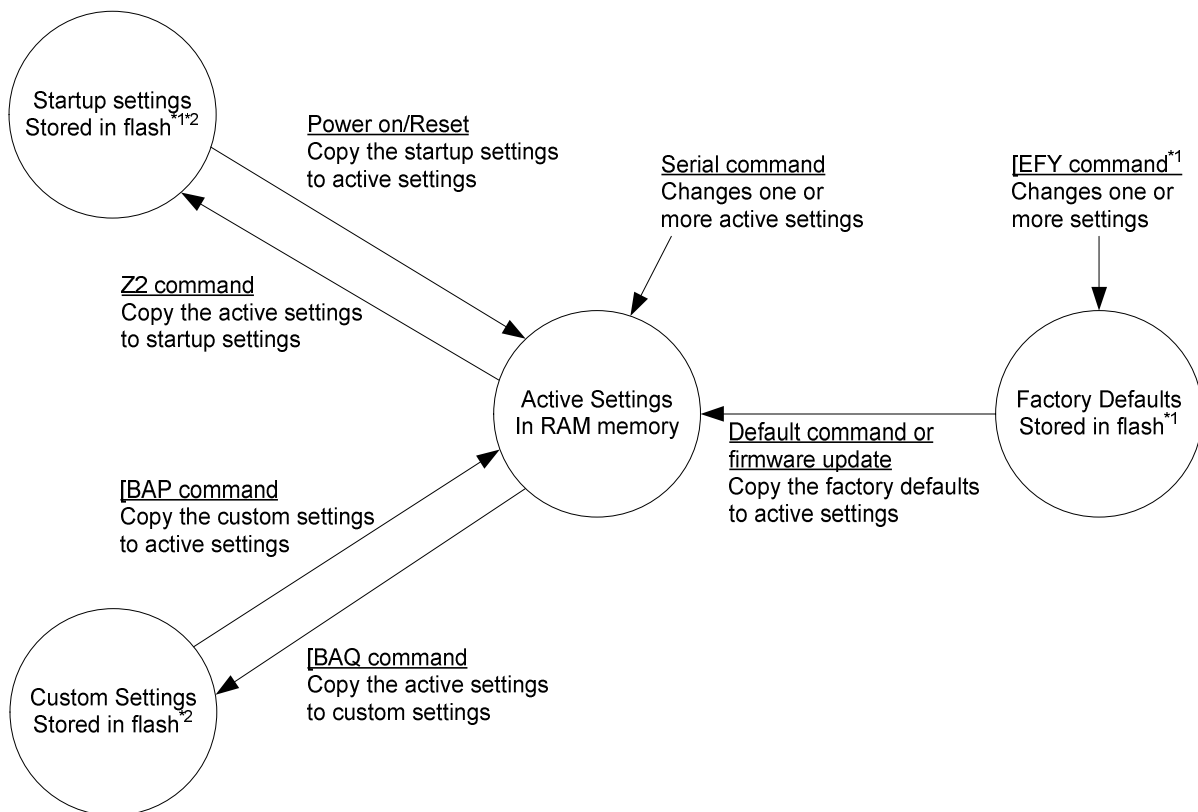 Startup settings
Stored in flash*1*2
Power on/Reset
Copy the startup settings
to active settings
Serial command
Changes one or
more active settings
[EFY command*1
Changes one or
more settings
Z2 command
Copy the active settings
to startup settings
Active Settings
In RAM memory
Factory Defaults
Stored in flash*1
Default command or
firmware update
Copy the factory defaults
to active settings
[BAP command
Copy the custom settings
to active settings
[BAQ command
Copy the active settings
to custom settings
Custom Settings
Stored in flash*2